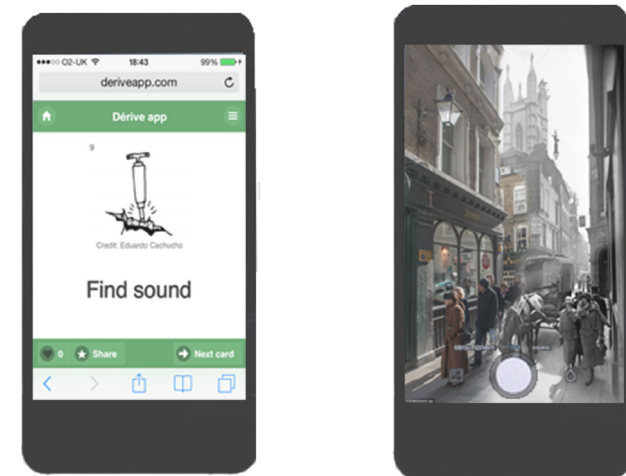 O2-UK 18:43 99%
deriveapp.com
Dérive app
9
Credit: Eduardo Cachucho
Find sound
0 Share Next card